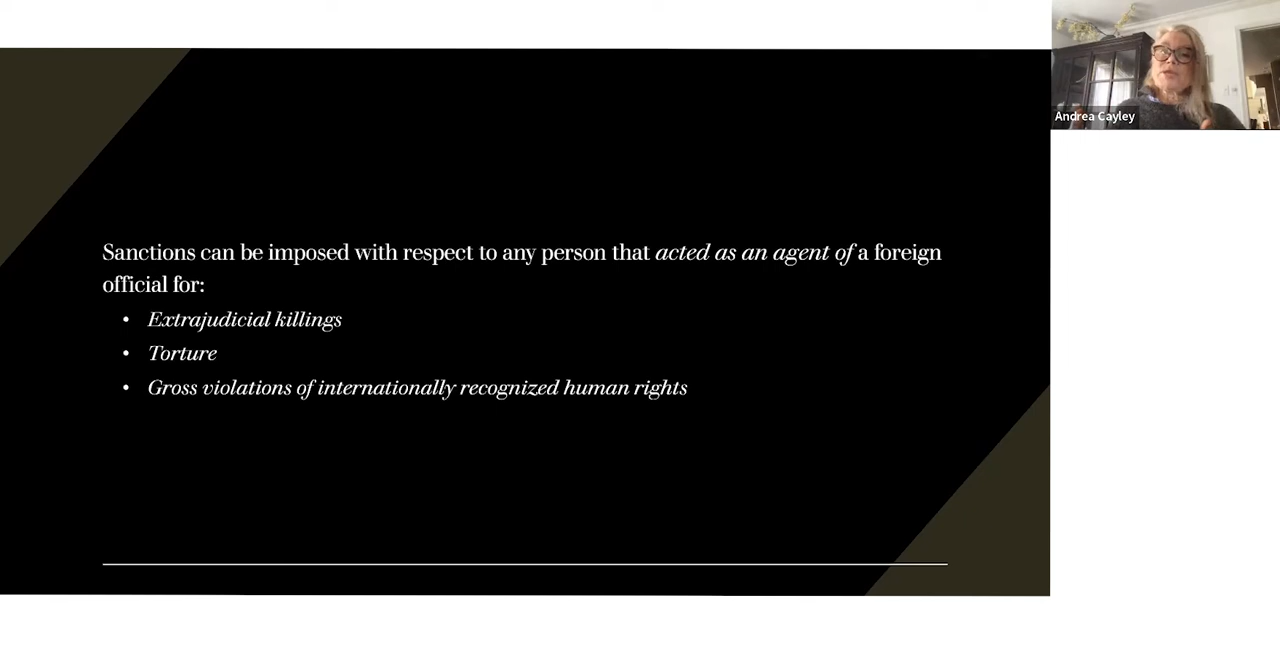 Andrea Cayley
Sanctions can be imposed with respect to any person that acted as an agent of a foreign
official for:
• Extrajudicial killings
• Torture
• Gross violations of internationally recognized human rights